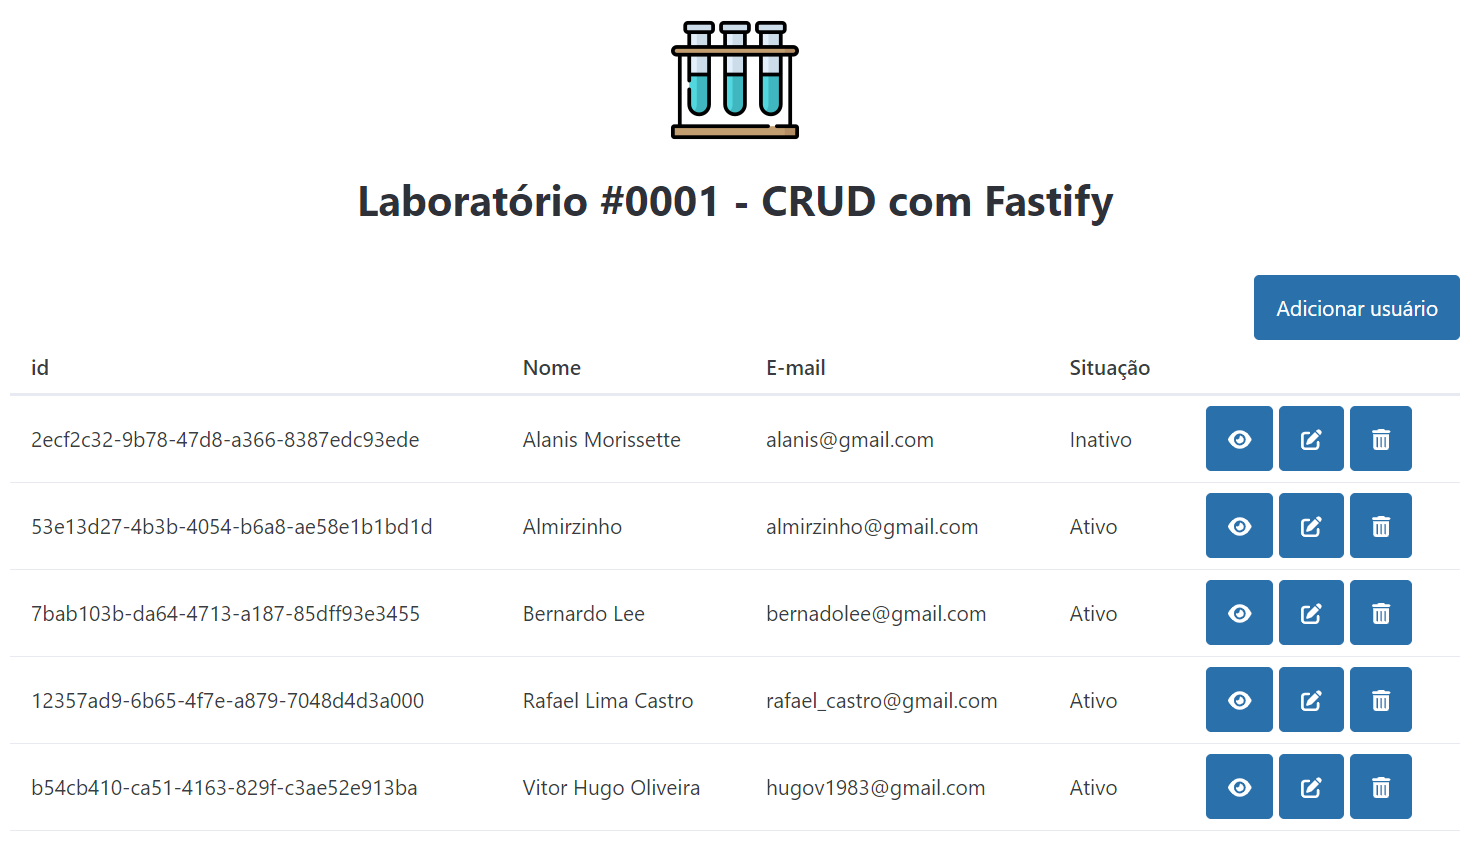 Laboratório #0001 - CRUD com Fastify
Adicionar usuário
id Nome E-mail Situação
2ecf2c32-9b78-47d8-a366-8387edc93ede Alanis Morissette alanis@gmail.com Inativo
53e13d27-4b3b-4054-b6a8-ae58e1b1bd1d Almirzinho almirzinho@gmail.com Ativo
7bab103b-da64-4713-a187-85dff93e3455 Bernardo Lee bernadolee@gmail.com Ativo
12357ad9-6b65-4f7e-a879-7048d4d3a000 Rafael Lima Castro rafael_castro@gmail.com Ativo
b54cb410-ca51-4163-829f-c3ae52e913ba Vitor Hugo Oliveira hugov1983@gmail.com Ativo